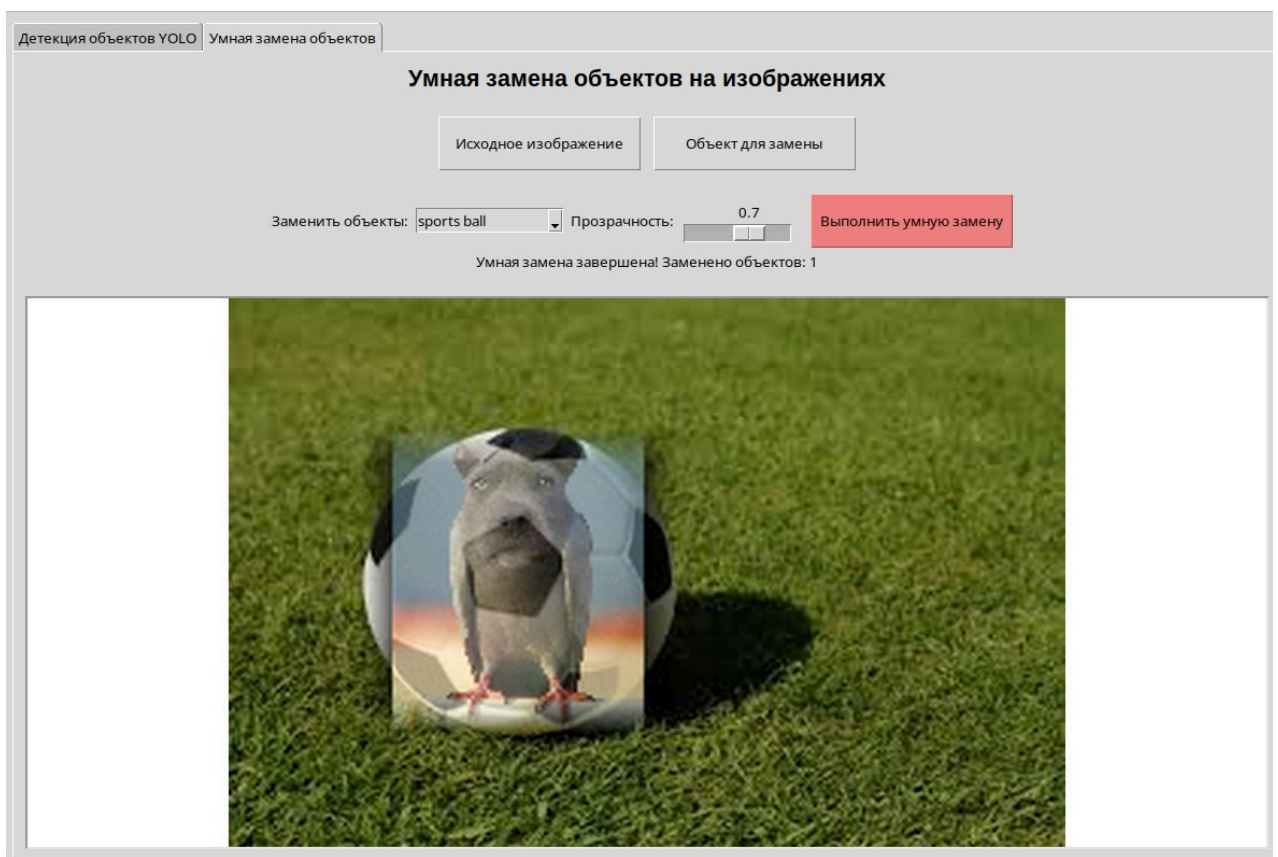 Детекция объектов YOLO Умная замена объектов
Умная замена объектов на изображениях
Исходное изображение Объект для замены
Заменить объекты: sports ball Прозрачность: 0.7 Выполнить умную замену
Умная замена завершена! Заменено объектов: 1